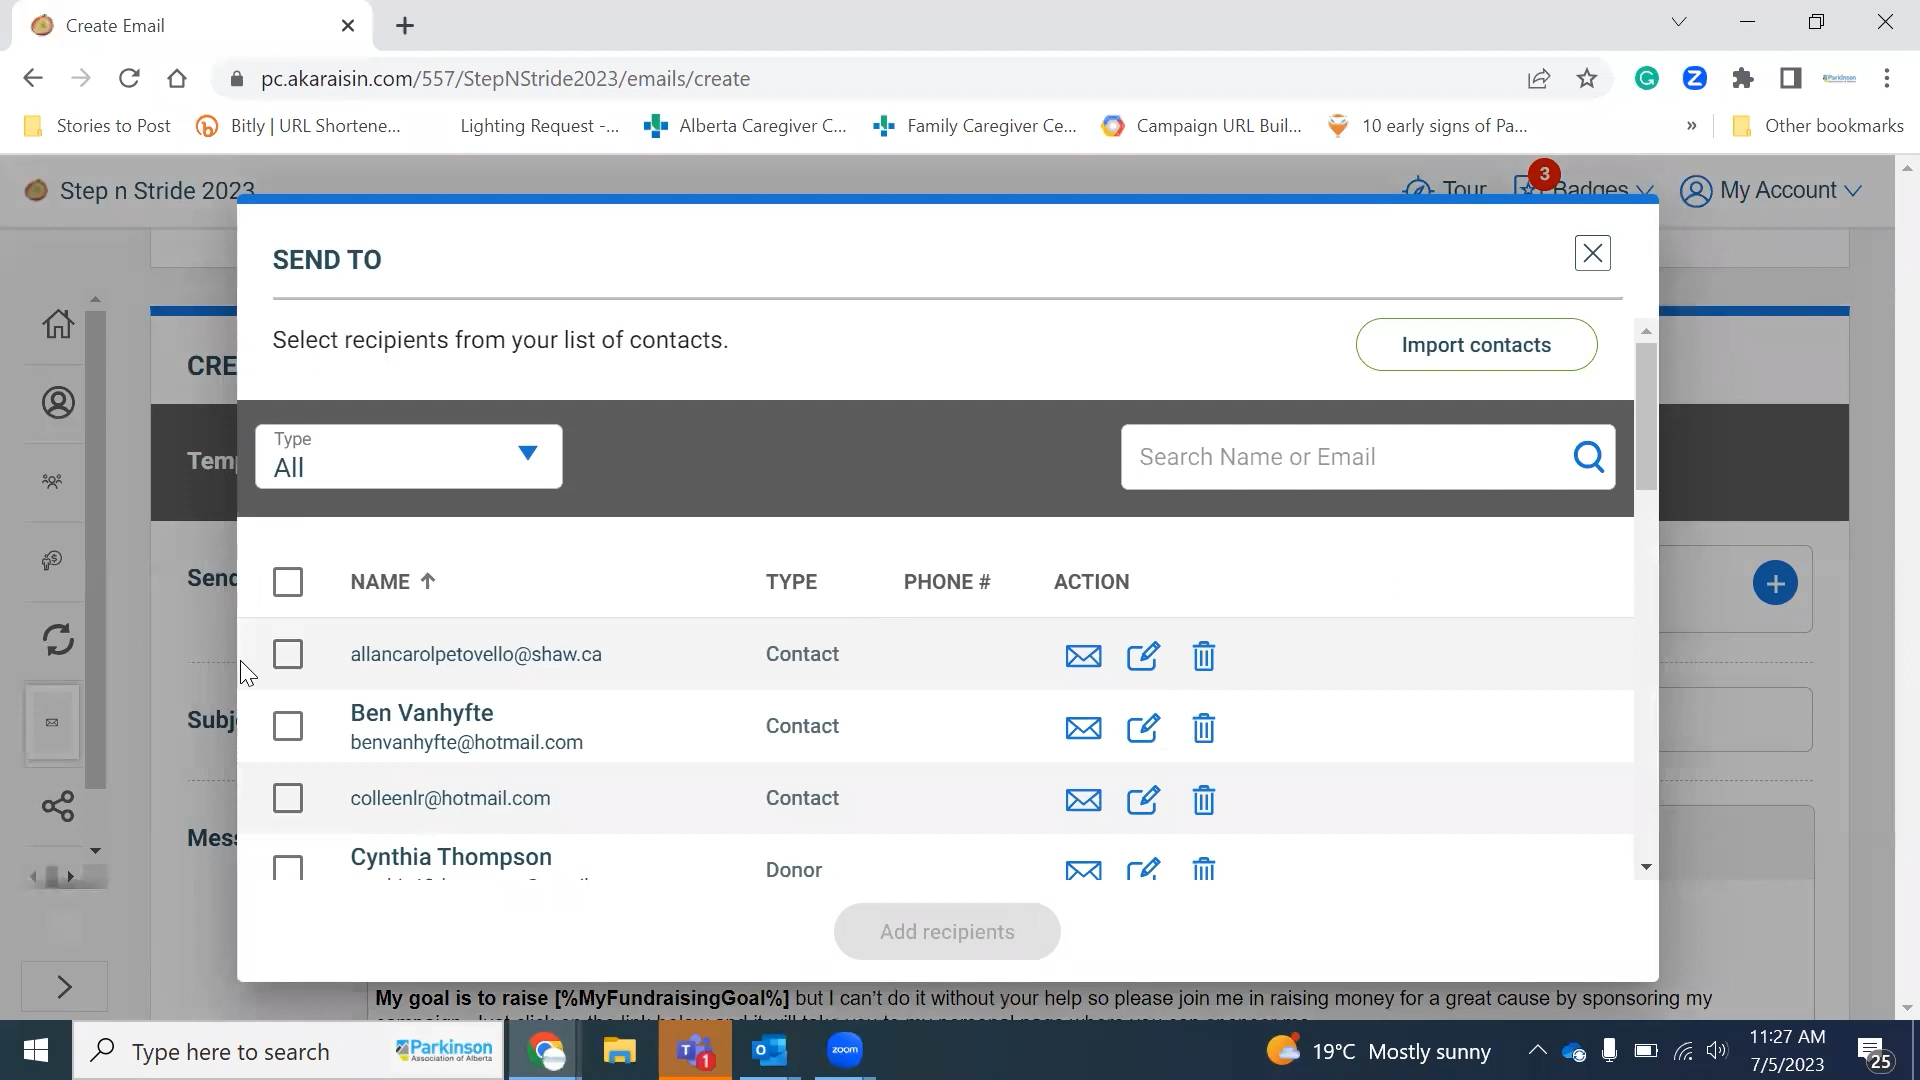 Create Email
pc.akaraisin.com/557/StepNStride2023/emails/create
Stories to Post
Bitly | URL Shortene...
Lighting Request -...
Alberta Caregiver C...
Family Caregiver Ce...
Campaign URL Buil...
10 early signs of Pa...
»
Other bookmarks
Step n Stride 2023
Tour
3
Badges
My Account
SEND TO
Select recipients from your list of contacts.
Import contacts
CRE
Temp
Type
All
Search Name or Email
Send
NAME
TYPE
PHONE #
ACTION
allancarolpetovello@shaw.ca
Contact
Ben Vanhyfte
benvanhyfte@hotmail.com
Contact
Subj
colleenlr@hotmail.com
Contact
Mess
Cynthia Thompson
Donor
Add recipients
My goal is to raise [%MyFundraisingGoal%] but I can't do it without your help so please join me in raising money for a great cause by sponsoring my
Type here to search
Parkinson
Association of Alberta
1
zoom
19°C Mostly sunny
11:27 AM
7/5/2023
25